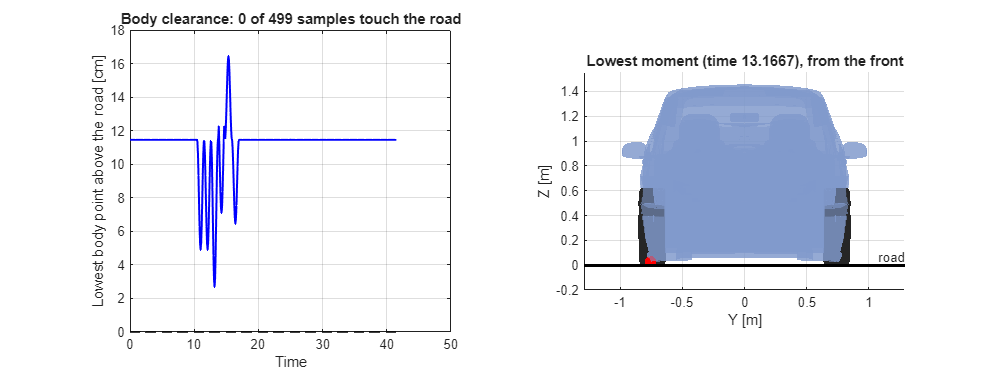 Body clearance: 0 of 499 samples touch the road
Lowest body point above the road [cm]
18
16
14
12
10
8
6
4
2
0
0 10 20 30 40 50
Time
Lowest moment (time 13.1667), from the front
Z [m]
1.4
1.2
1
0.8
0.6
0.4
0.2
0
-0.2
road
-1 -0.5 0 0.5 1
Y [m]